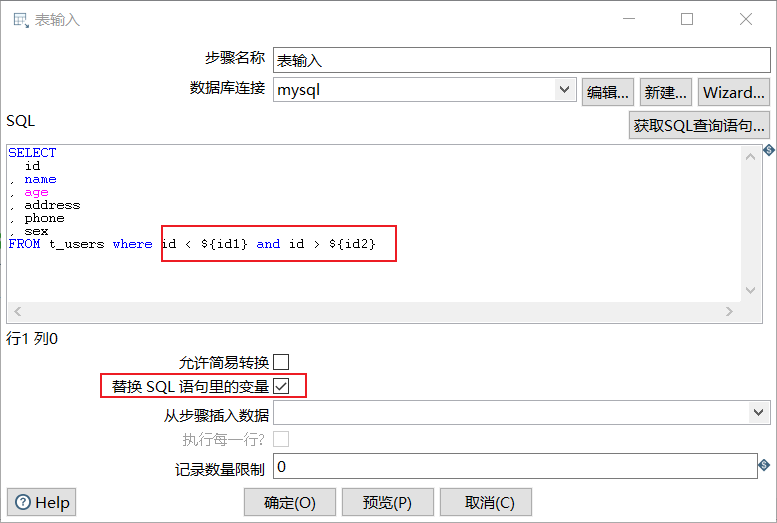 表输入
步骤名称 表输入
数据库连接 mysql 编辑... 新建... Wizard...
SQL 获取SQL查询语句...
SELECT
id
, name
, age
, address
, phone
, sex
FROM t_users where id < ${id1} and id > ${id2}
行1 列0
允许简易转换
替换 SQL 语句里的变量
从步骤插入数据
执行每一行?
记录数量限制 0
Help 确定(O) 预览(P) 取消(C)